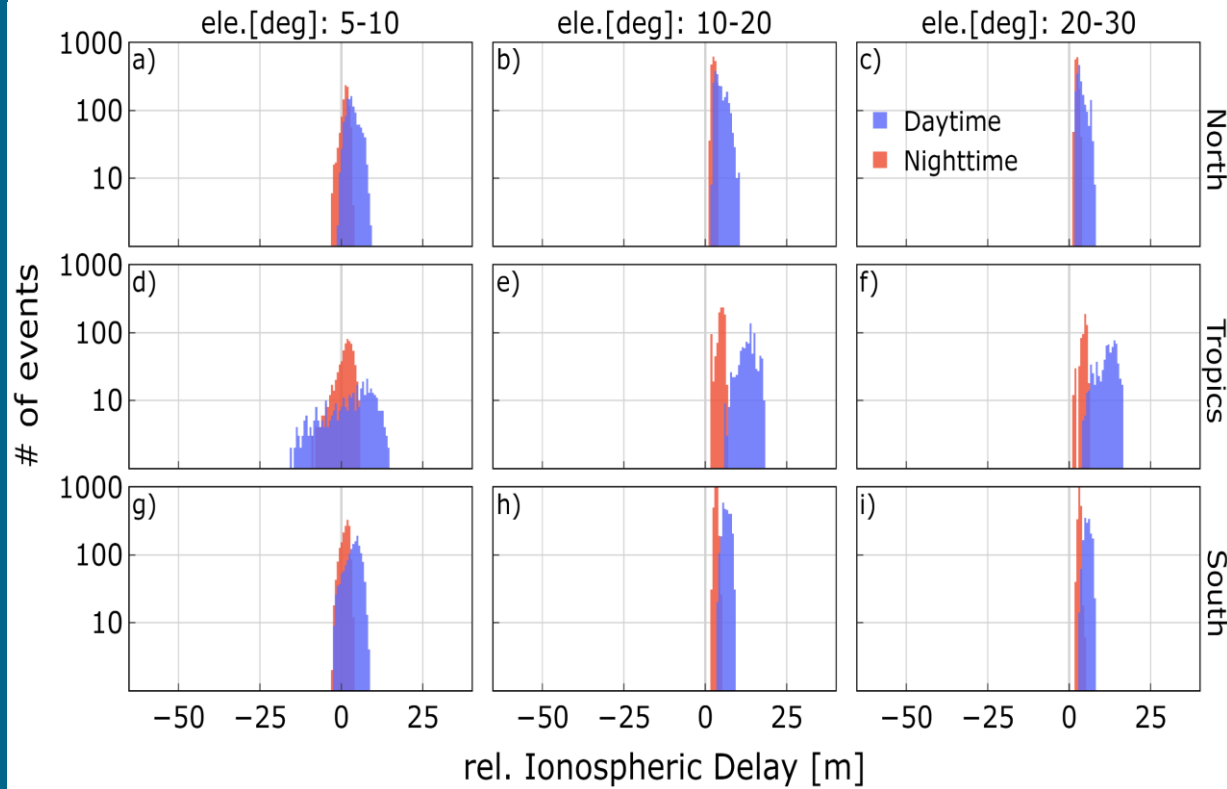 ele.[deg]: 5-10 ele.[deg]: 10-20 ele.[deg]: 20-30
1000
100
10
a) b) c)
Daytime
Nighttime
North
1000
100
10
d) e) f)
Tropics
# of events
1000
100
10
g) h) i)
South
−50 −25 0 25 −50 −25 0 25 −50 −25 0 25
rel. Ionospheric Delay [m]